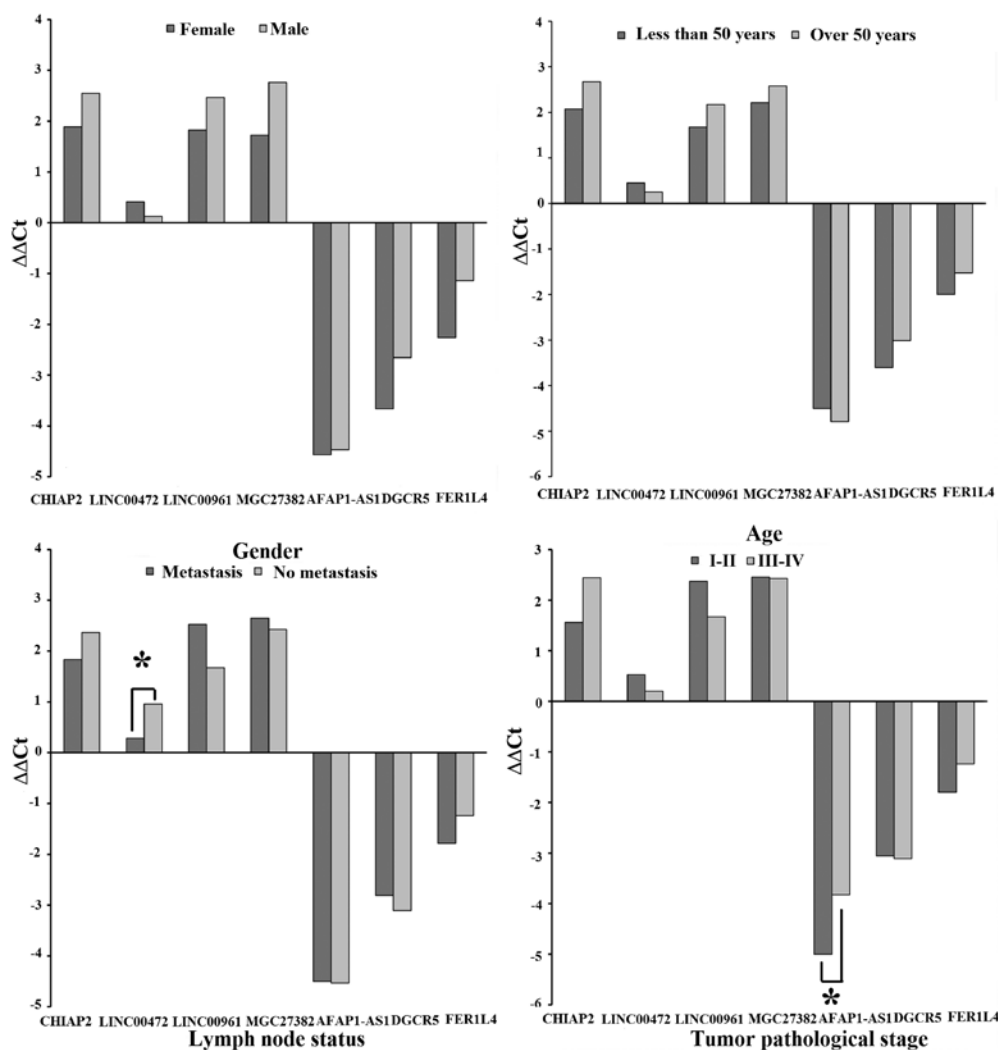 Female Male
4
3
2
1
0
-1
-2
-3
-4
-5
ΔΔCt
CHIAP2 LINC00472 LINC00961 MGC27382 AFAP1-AS1 DGCR5 FER1L4
Gender
Less than 50 years Over 50 years
4
3
2
1
0
-1
-2
-3
-4
-5
-6
ΔΔCt
CHIAP2 LINC00472 LINC00961 MGC27382 AFAP1-AS1 DGCR5 FER1L4
Age
Metastasis No metastasis
4
3
2
1
0
-1
-2
-3
-4
-5
ΔΔCt
*
CHIAP2 LINC00472 LINC00961 MGC27382 AFAP1-AS1 DGCR5 FER1L4
Lymph node status
I-II III-IV
3
2
1
0
-1
-2
-3
-4
-5
-6
ΔΔCt
*
CHIAP2 LINC00472 LINC00961 MGC27382 AFAP1-AS1 DGCR5 FER1L4
Tumor pathological stage